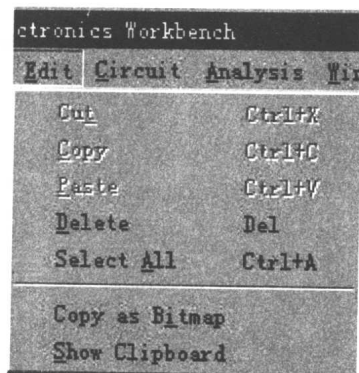 ctronics Workbench
Edit Circuit Analysis Win
Cut Ctrl+X
Copy Ctrl+C
Paste Ctrl+V
Delete Del
Select All Ctrl+A
Copy as Bitmap
Show Clipboard